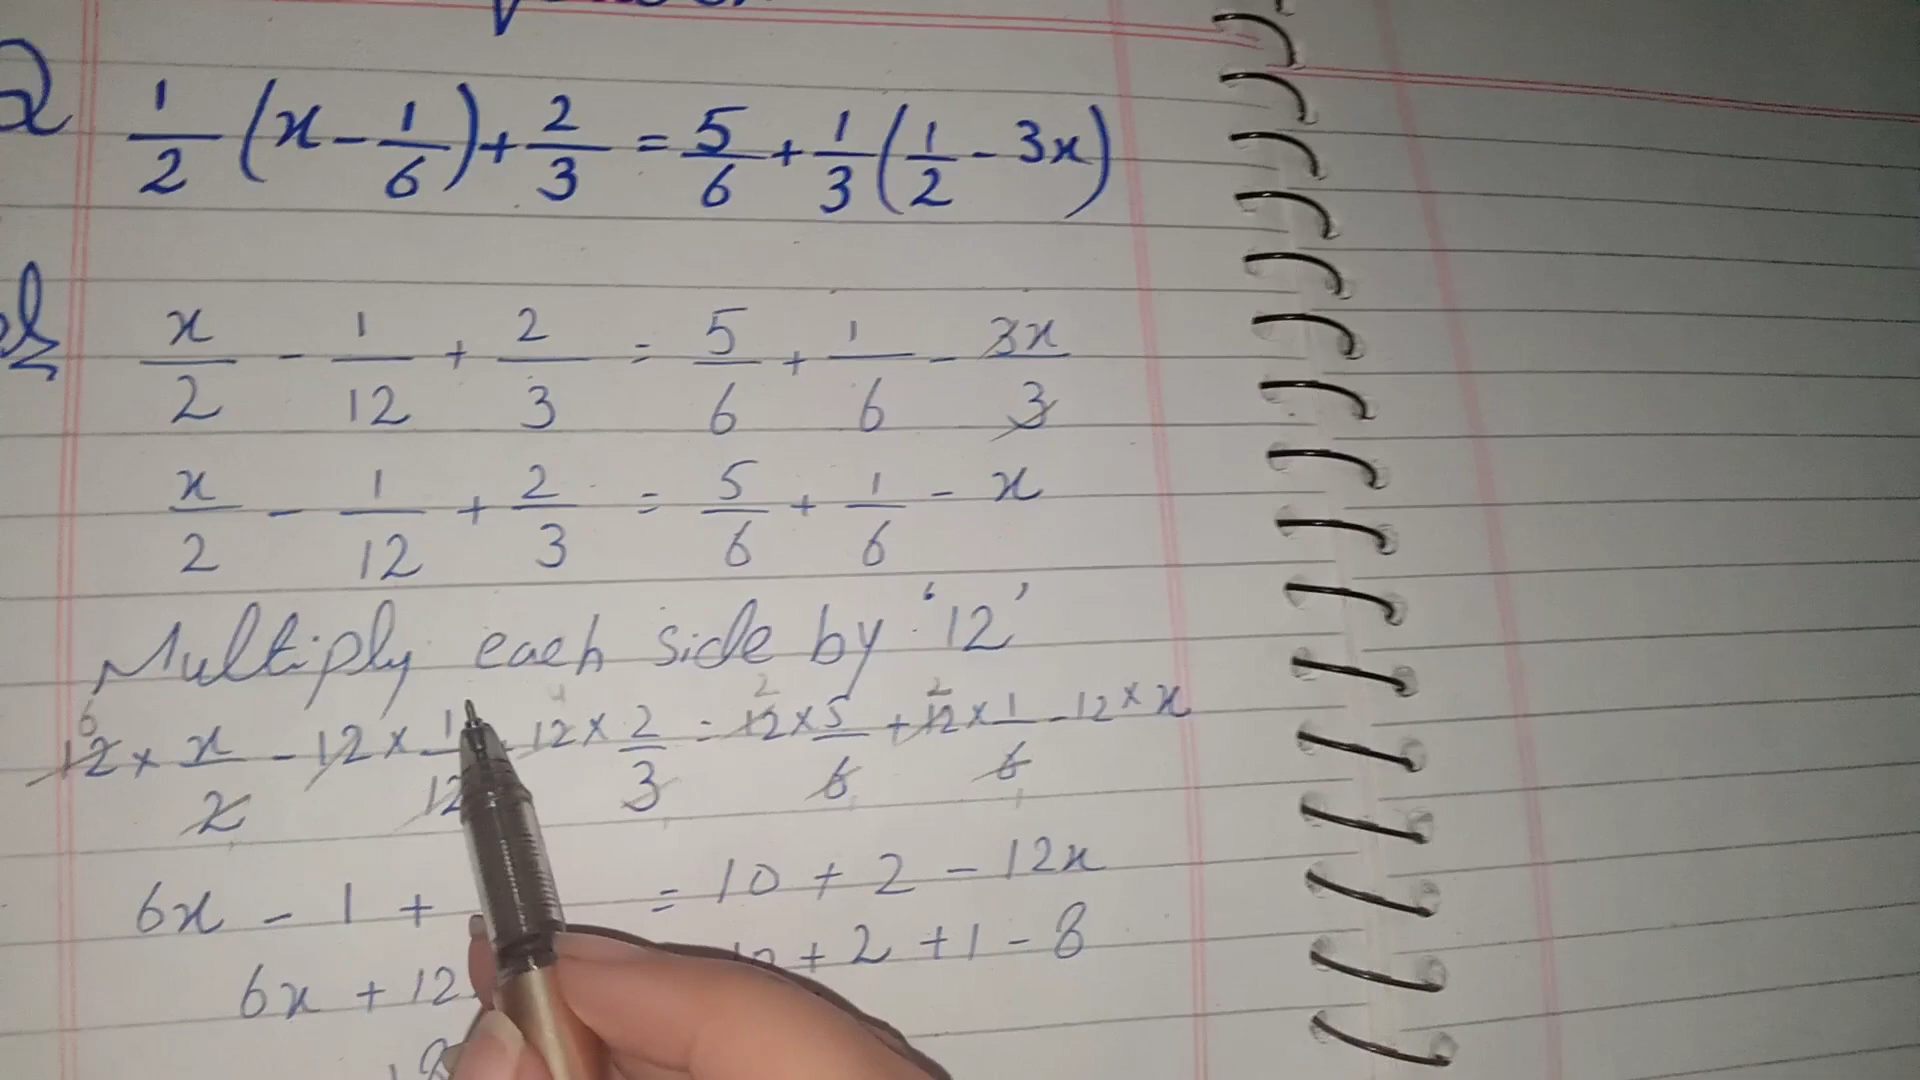 Q 1/2 (x - 1/6) + 2/3 = 5/6 + 1/3 (1/2 - 3x)
x/2 - 1/12 + 2/3 = 5/6 + 1/6 - 3x/3
x/2 - 1/12 + 2/3 = 5/6 + 1/6 - x
Multiply each side by '12'
12 × x/2 - 12 × 1/12 12 × 2/3 = 12 × 5/6 + 12 × 1/6 - 12 × x
6x - 1 + = 10 + 2 - 12x
6x + 12 + 2 + 1 - 8
18